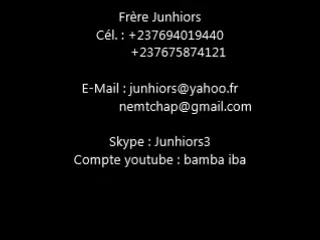 Frère Junhiors
Cél. : +237694019440
+237675874121
E-Mail : junhiors@yahoo.fr
nemtchap@gmail.com
Skype : Junhiors3
Compte youtube : bamba iba